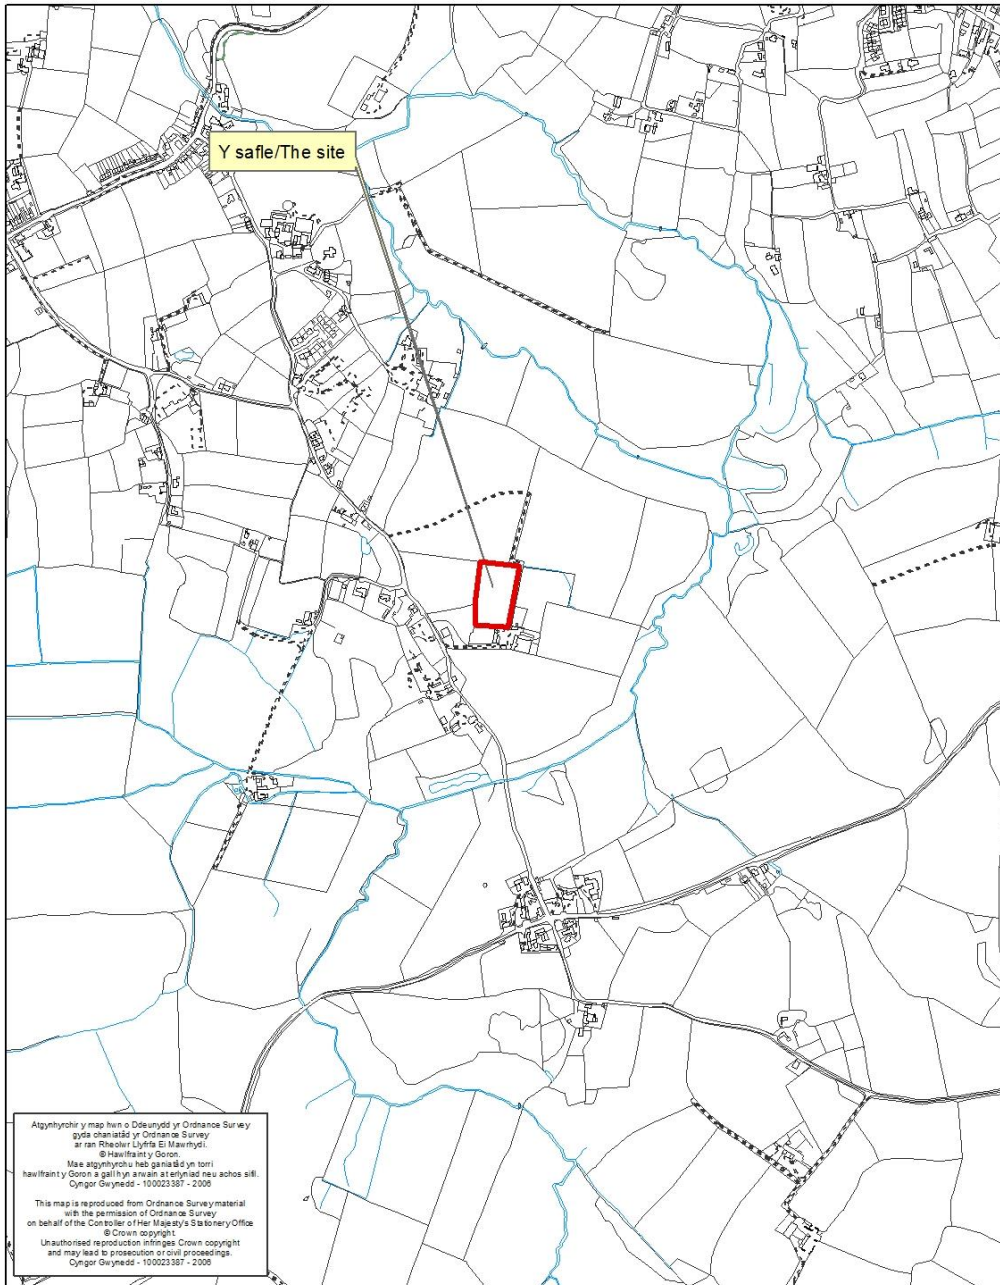 Y safle/The site
Atgynhyrchir y map hwn o Ddeunydd yr Ordnance Survey
gyda chaniatâd yr Ordnance Survey
ar ran Rheolwr Llyfrfa Ei Mawrhydi.
© Hawlfraint y Goron.
Mae atgynhyrchu heb ganiatâd yn torri
hawlfraint y Goron a gall hyn arwain at erlyniad neu achos sifil.
Cyngor Gwynedd - 100023387 - 2006
This map is reproduced from Ordnance Survey material
with the permission of Ordnance Survey
on behalf of the Controller of Her Majesty's Stationery Office
© Crown copyright.
Unauthorised reproduction infringes Crown copyright
and may lead to prosecution or civil proceedings.
Cyngor Gwynedd - 100023387 - 2006